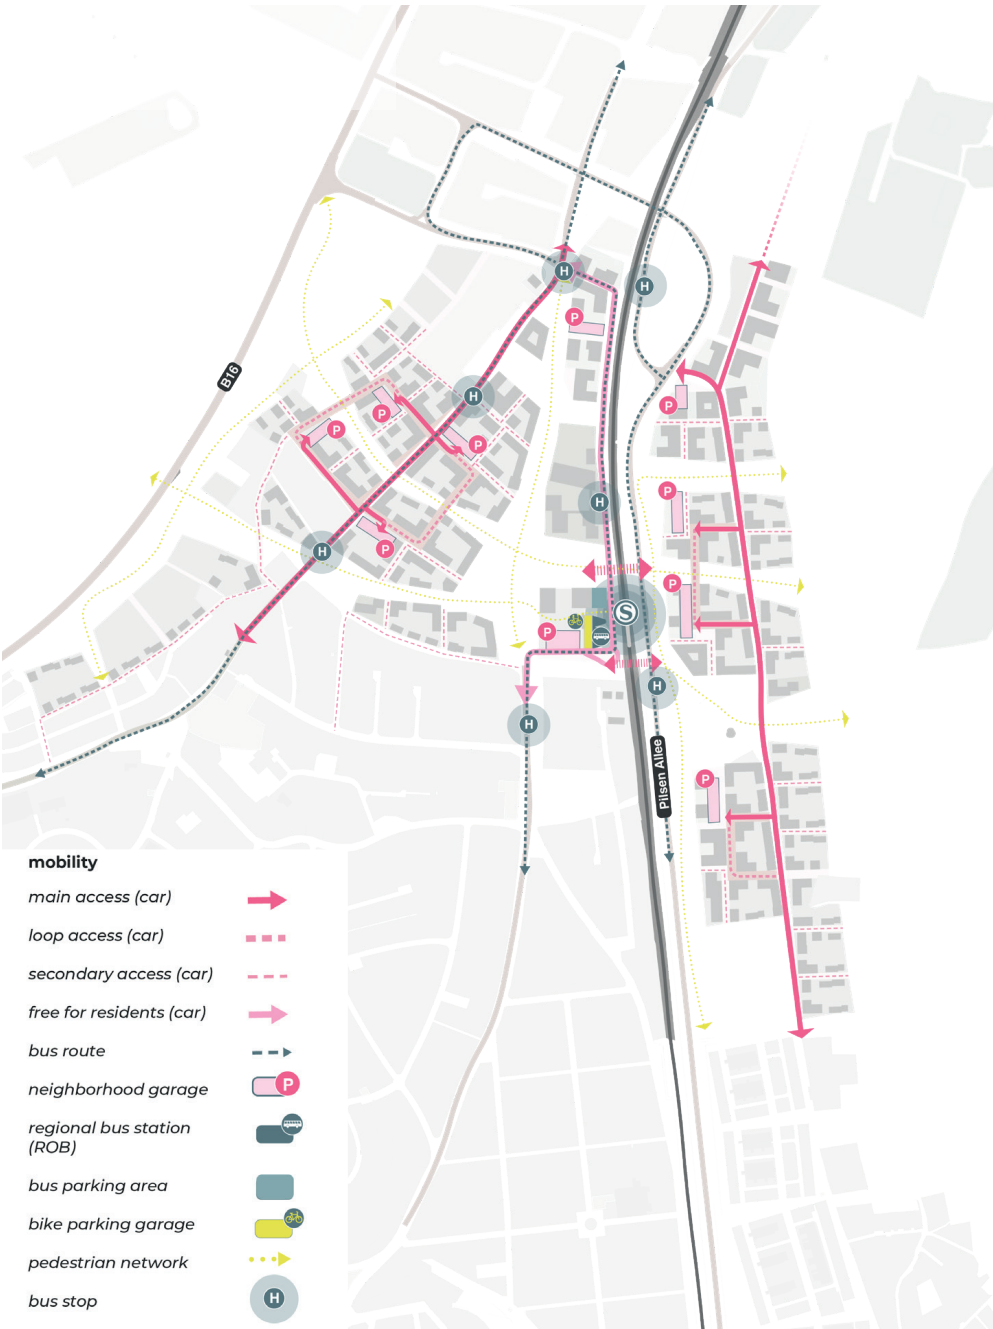 H
H
P
B16
P
H
P
P
P
P
H
P
H
P
P
S
P
H
H
Pilsen Allee
P
mobility
main access (car)
loop access (car)
secondary access (car)
free for residents (car)
bus route
neighborhood garage
P
regional bus station
(ROB)
bus parking area
bike parking garage
pedestrian network
bus stop
H